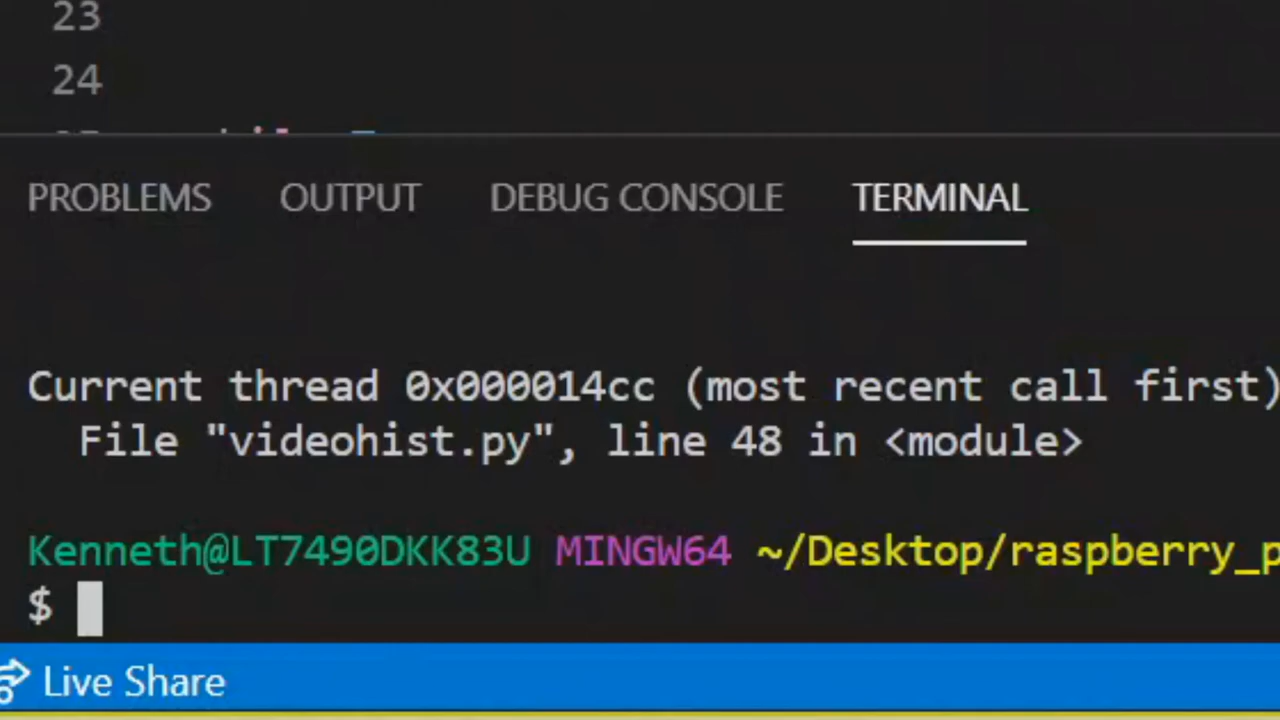 23
24
PROBLEMS OUTPUT DEBUG CONSOLE TERMINAL
Current thread 0x000014cc (most recent call first)
File "videohist.py", line 48 in <module>
Kenneth@LT7490DKK83U MINGW64 ~/Desktop/raspberry_p
$
Live Share